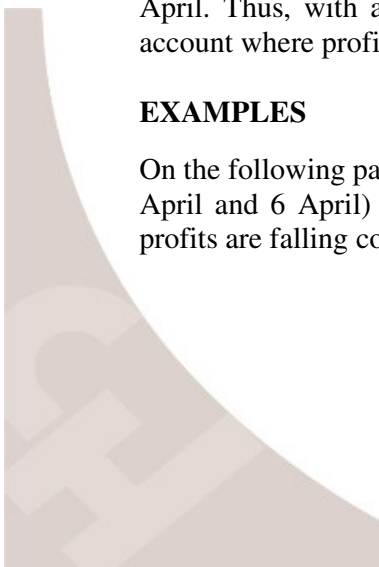 April. Thus, with a
account where profi
EXAMPLES
On the following pa
April and 6 April)
profits are falling co